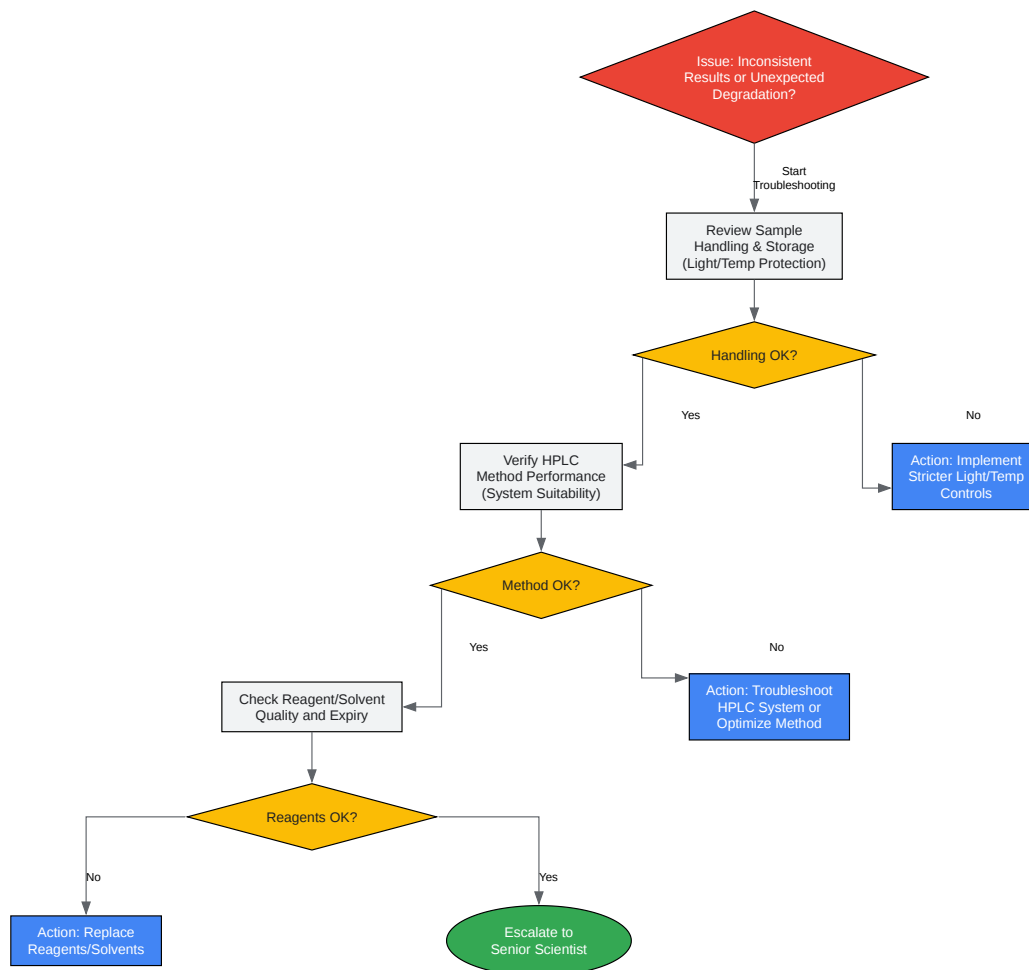 Issue: Inconsistent
Results or Unexpected
Degradation?
Start
Troubleshooting
Review Sample
Handling & Storage
(Light/Temp Protection)
Handling OK?
Yes
No
Verify HPLC
Method Performance
(System Suitability)
Action: Implement
Stricter Light/Temp
Controls
Method OK?
Yes
No
Check Reagent/Solvent
Quality and Expiry
Action: Troubleshoot
HPLC System or
Optimize Method
Reagents OK?
No
Yes
Action: Replace
Reagents/Solvents
Escalate to
Senior Scientist